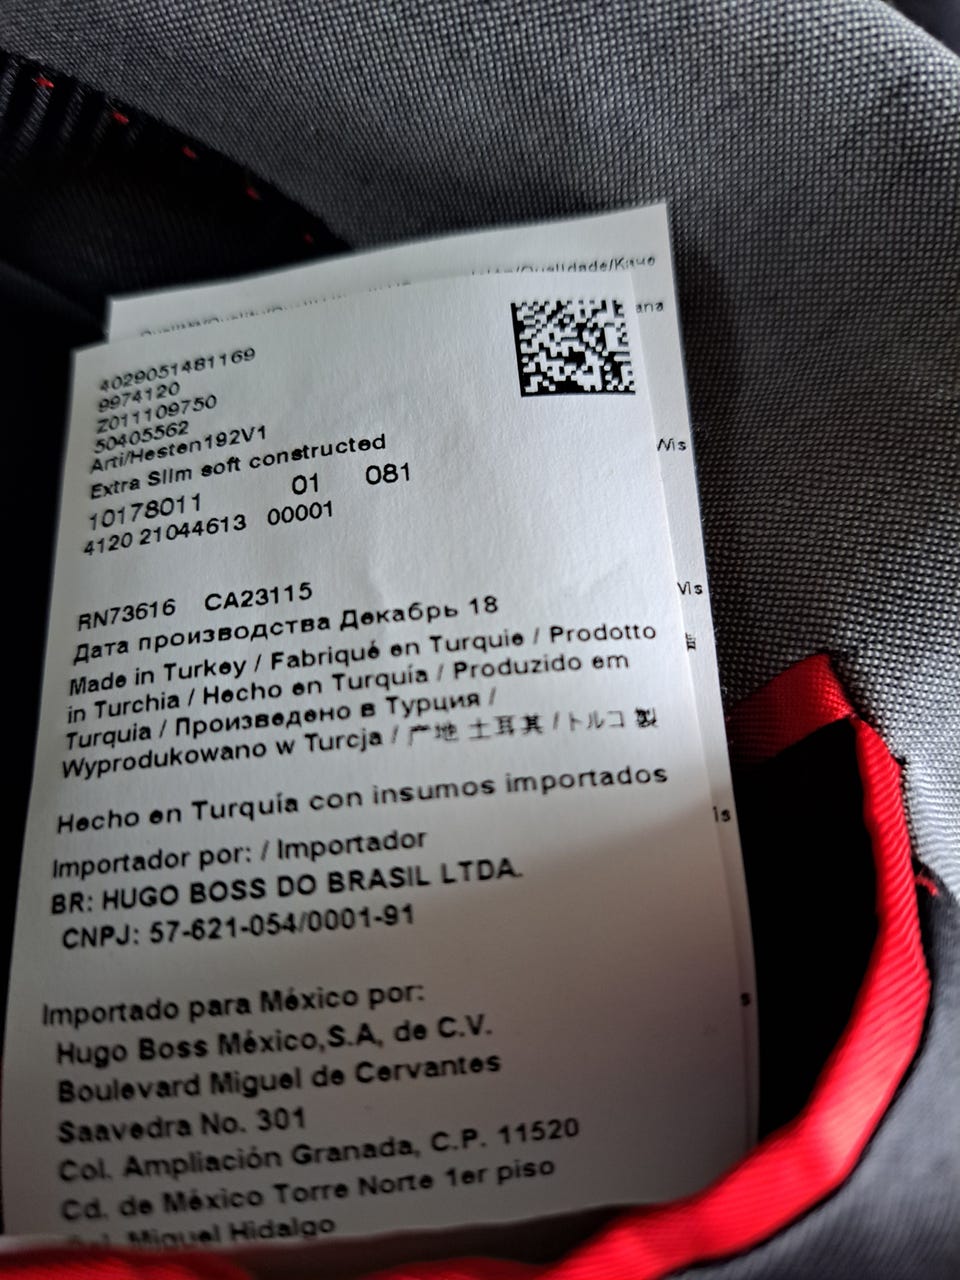 4029051481169
9974120
Z011109750
50405562
Arti/Hesten192V1
Extra Slim soft constructed
10178011 01 081
4120 21044613 00001
RN73616 CA23115
Дата производства Декабрь 18
Made in Turkey / Fabriqué en Turquie / Prodotto
in Turchia / Hecho en Turquía / Produzido em
Turquia / Произведено в Турция /
Wyprodukowano w Turcja / 产地 土耳其 / トルコ 製
Hecho en Turquía con insumos importados
Importador por: / Importador
BR: HUGO BOSS DO BRASIL LTDA.
CNPJ: 57-621-054/0001-91
Importado para México por:
Hugo Boss México,S.A, de C.V.
Boulevard Miguel de Cervantes
Saavedra No. 301
Col. Ampliación Granada, C.P. 11520
Cd. de México Torre Norte 1er piso
Miguel Hidalgo